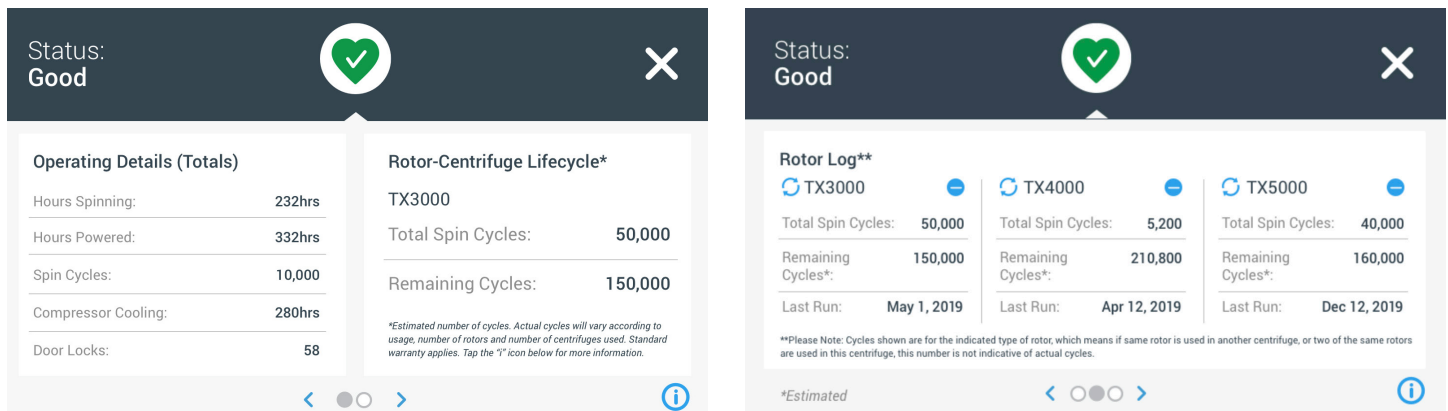 Status:
Good
Operating Details (Totals)
Hours Spinning: 232hrs
Hours Powered: 332hrs
Spin Cycles: 10,000
Compressor Cooling: 280hrs
Door Locks: 58
Rotor-Centrifuge Lifecycle*
TX3000
Total Spin Cycles: 50,000
Remaining Cycles: 150,000
*Estimated number of cycles. Actual cycles will vary according to
usage, number of rotors and number of centrifuges used. Standard
warranty applies. Tap the “i” icon below for more information.
i
Status:
Good
Rotor Log**
TX3000
Total Spin Cycles: 50,000
Remaining 150,000
Cycles*:
Last Run: May 1, 2019
TX4000
Total Spin Cycles: 5,200
Remaining 210,800
Cycles*:
Last Run: Apr 12, 2019
TX5000
Total Spin Cycles: 40,000
Remaining 160,000
Cycles*:
Last Run: Dec 12, 2019
**Please Note: Cycles shown are for the indicated type of rotor, which means if same rotor is used in another centrifuge, or two of the same rotors
are used in this centrifuge, this number is not indicative of actual cycles.
*Estimated
i